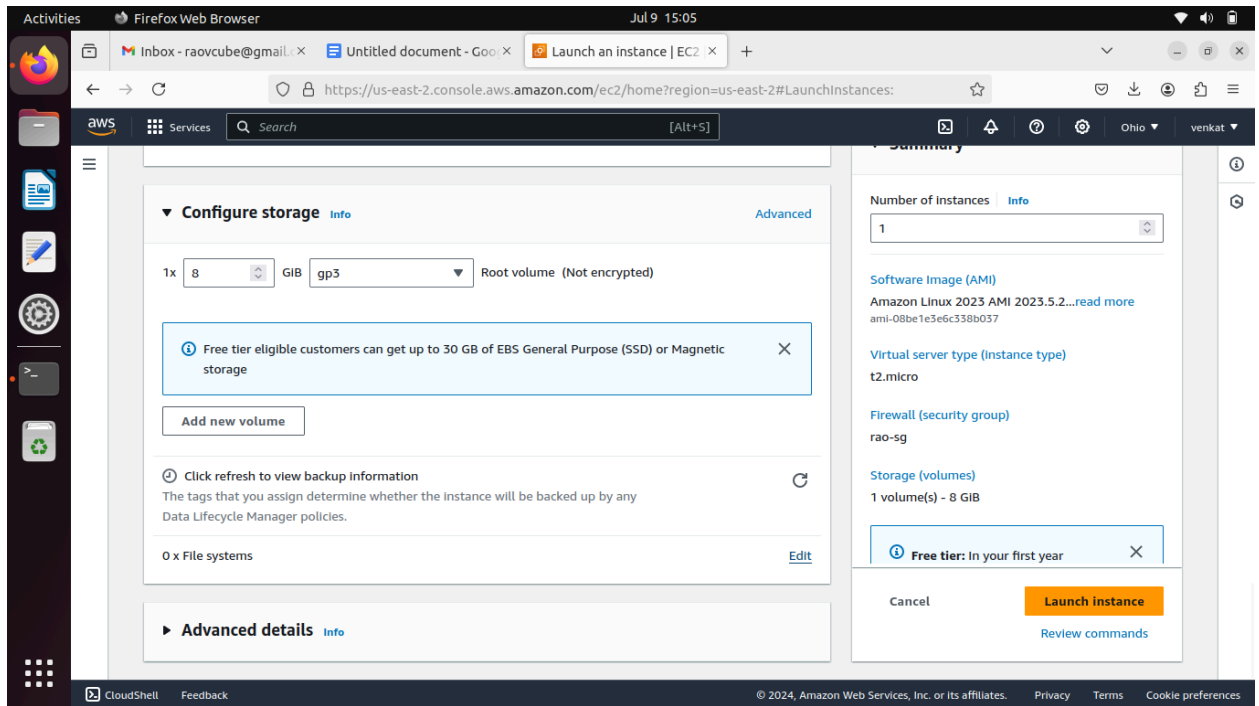 Activities
Firefox Web Browser
Jul 9 15:05
Inbox - raovcube@gmail.c
Untitled document - Goo
Launch an instance | EC2
https://us-east-2.console.aws.amazon.com/ec2/home?region=us-east-2#LaunchInstances:
aws
Services
Search
[Alt+S]
Ohio
venkat
Configure storage Info
Advanced
1x 8 GiB gp3 Root volume (Not encrypted)
Free tier eligible customers can get up to 30 GB of EBS General Purpose (SSD) or Magnetic
storage
Add new volume
Click refresh to view backup information
The tags that you assign determine whether the instance will be backed up by any
Data Lifecycle Manager policies.
0 x File systems
Edit
Advanced details Info
Summary
Number of instances Info
1
Software Image (AMI)
Amazon Linux 2023 AMI 2023.5.2...read more
ami-08be1e3e6c338b037
Virtual server type (instance type)
t2.micro
Firewall (security group)
rao-sg
Storage (volumes)
1 volume(s) - 8 GiB
Free tier: In your first year
Cancel
Launch instance
Review commands
CloudShell
Feedback
© 2024, Amazon Web Services, Inc. or its affiliates.
Privacy
Terms
Cookie preferences